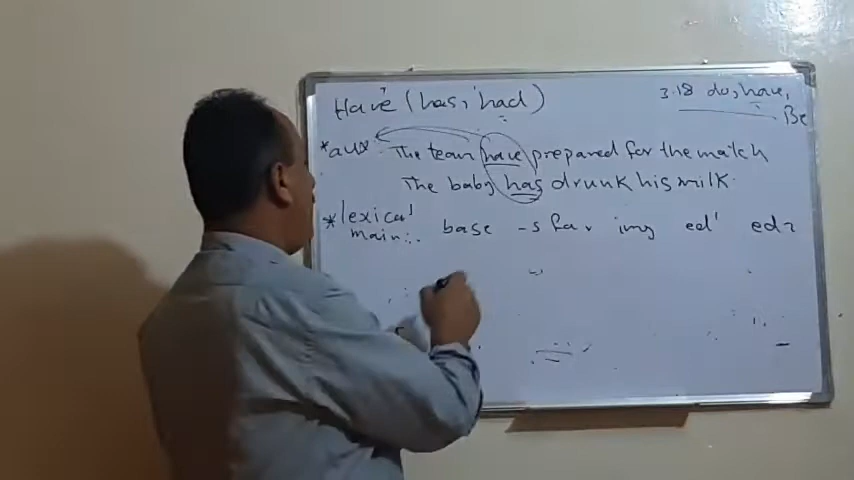 Have (has, had)
3.18 do, have,
Be
*aux: The team have prepared for the match
The baby has drunk his milk.
*lexical
main: base -s form ing ed1 ed2